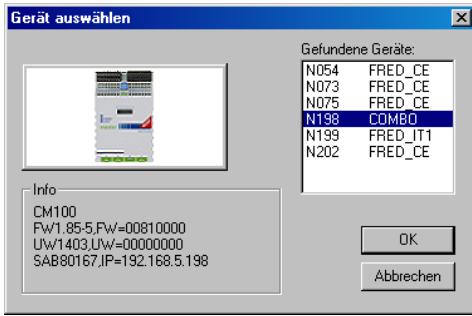 Gerät auswählen
Gefundene Geräte:
N054 FRED_CE
N073 FRED_CE
N075 FRED_CE
N198 COMBO
N199 FRED_IT1
N202 FRED_CE
Info
CM100
FW1.85-5,FW=00810000
UW1403,UW=00000000
SAB80167,IP=192.168.5.198
OK
Abbrechen